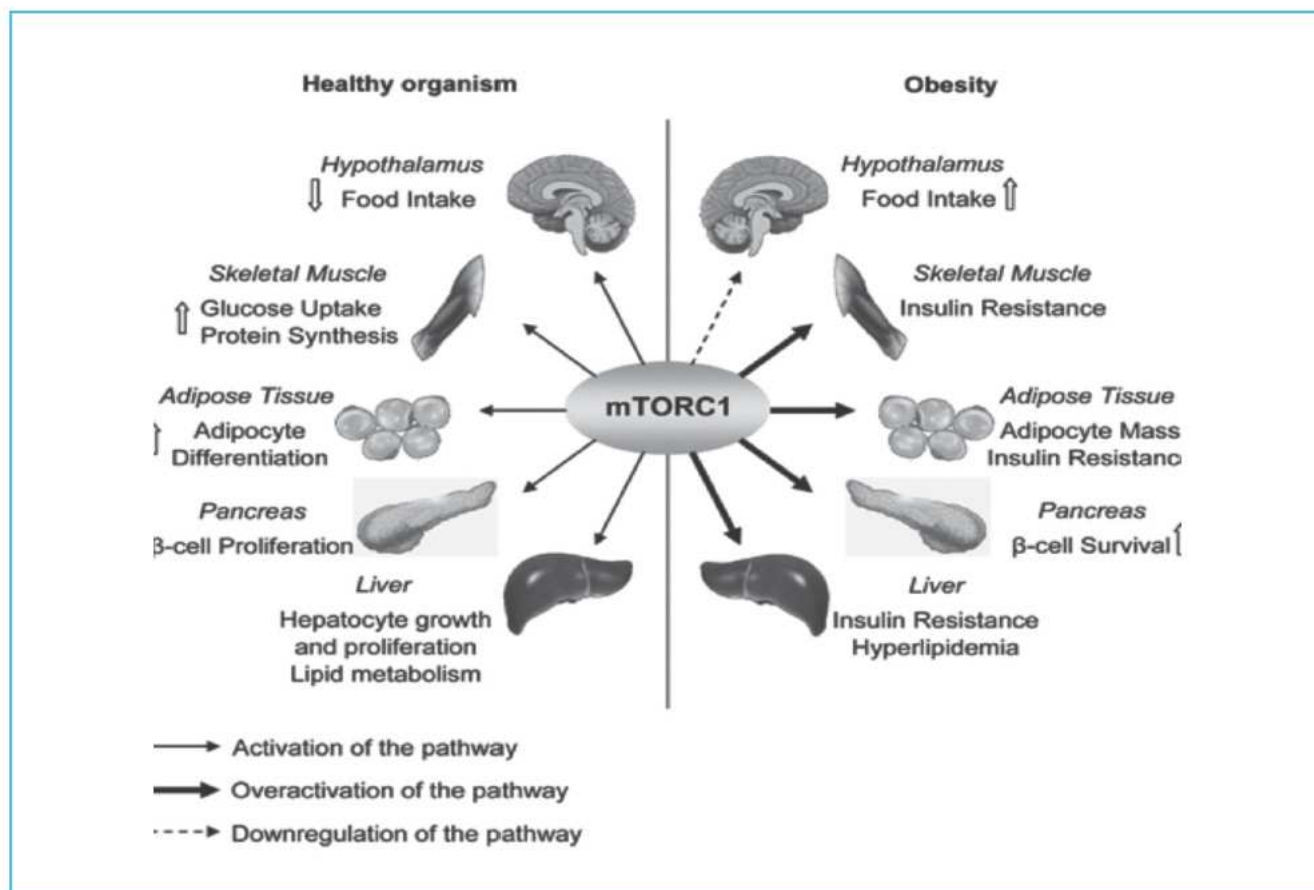 Healthy organism
Obesity
Hypothalamus
⇓ Food Intake
Hypothalamus
Food Intake ⇑
Skeletal Muscle
⇑ Glucose Uptake
Protein Synthesis
Skeletal Muscle
Insulin Resistance
mTORC1
Adipose Tissue
⇑ Adipocyte
Differentiation
Adipose Tissue
Adipocyte Mass
Insulin Resistanc
Pancreas
β-cell Proliferation
Pancreas
β-cell Survival ⇑
Liver
Hepatocyte growth
and proliferation
Lipid metabolism
Liver
Insulin Resistance
Hyperlipidemia
Activation of the pathway
Overactivation of the pathway
Downregulation of the pathway